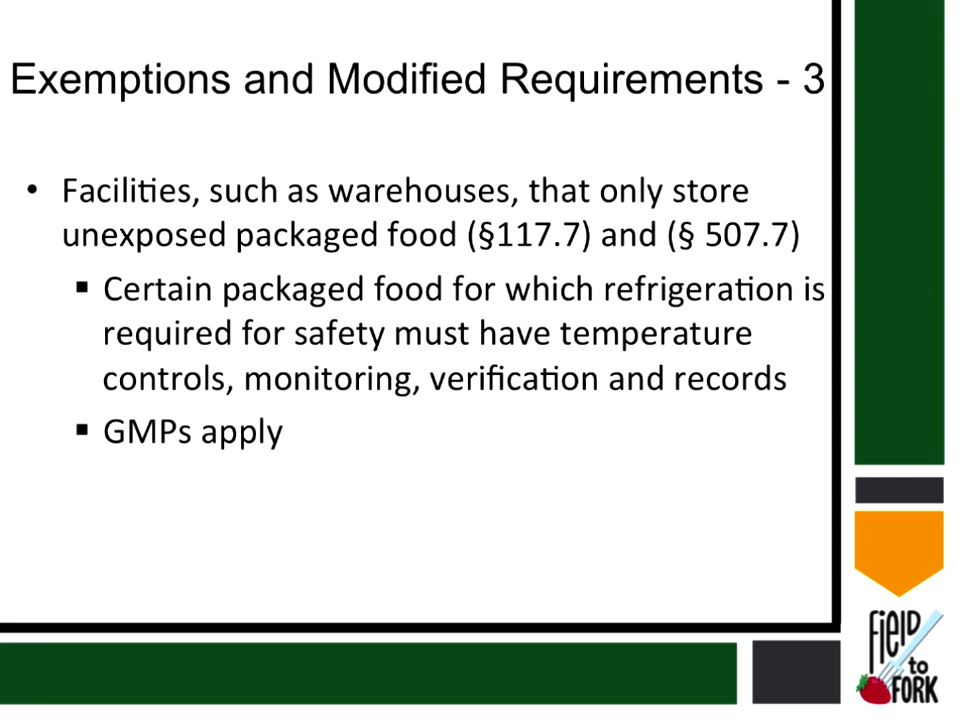 Exemptions and Modified Requirements - 3
• Facilities, such as warehouses, that only store
unexposed packaged food (§117.7) and (§ 507.7)
▪ Certain packaged food for which refrigeration is
required for safety must have temperature
controls, monitoring, verification and records
▪ GMPs apply
FiELD
to
FORK